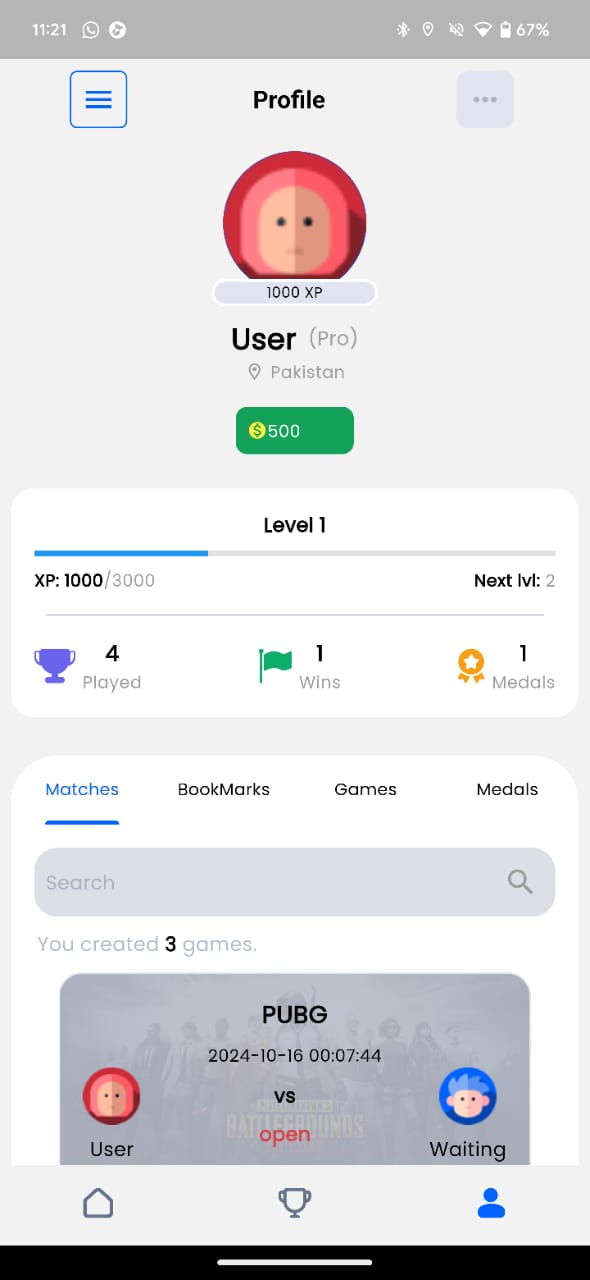 11:21 67%
Profile
1000 XP
User (Pro)
Pakistan
$500
Level 1
XP: 1000/3000 Next lvl: 2
4 1 1
Played Wins Medals
Matches BookMarks Games Medals
Search
You created 3 games.
PUBG
2024-10-16 00:07:44
vs
BATTLEGROUNDS
open
User Waiting